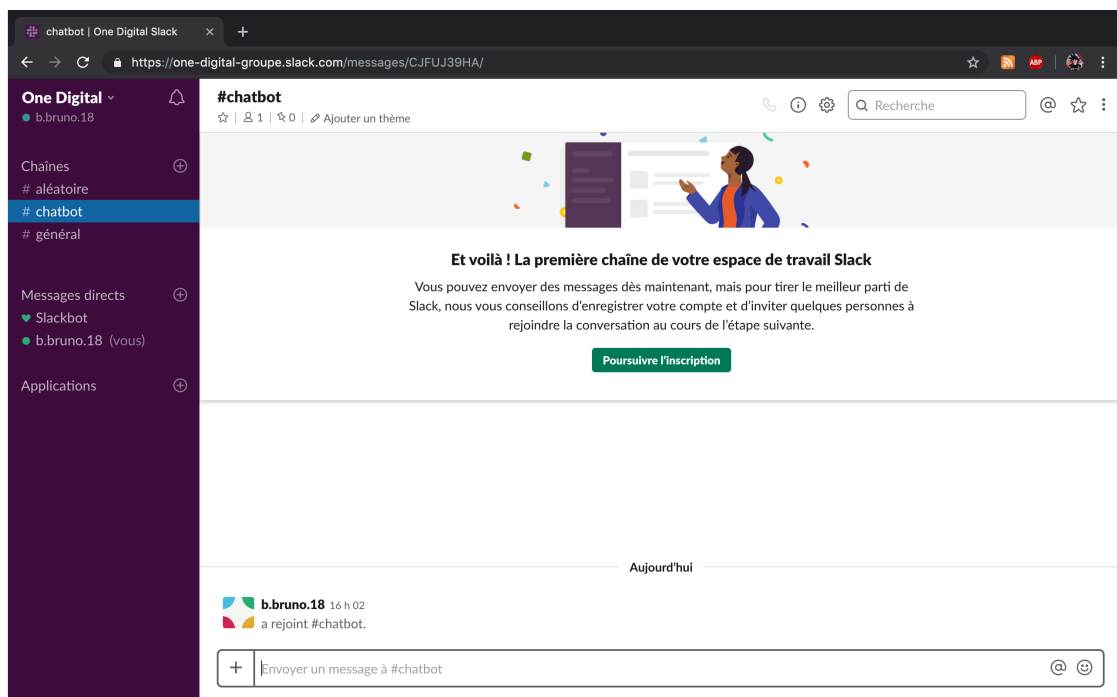 chatbot | One Digital Slack
https://one-digital-groupe.slack.com/messages/CJFUJ39HA/
ABP
One Digital
b.bruno.18
Chaînes
# aléatoire
# chatbot
# général
Messages directs
Slackbot
b.bruno.18 (vous)
Applications
#chatbot
1 | 0 | Ajouter un thème
Recherche
Et voilà ! La première chaîne de votre espace de travail Slack
Vous pouvez envoyer des messages dès maintenant, mais pour tirer le meilleur parti de
Slack, nous vous conseillons d'enregistrer votre compte et d'inviter quelques personnes à
rejoindre la conversation au cours de l'étape suivante.
Poursuivre l'inscription
Aujourd'hui
b.bruno.18 16 h 02
a rejoint #chatbot.
Envoyer un message à #chatbot